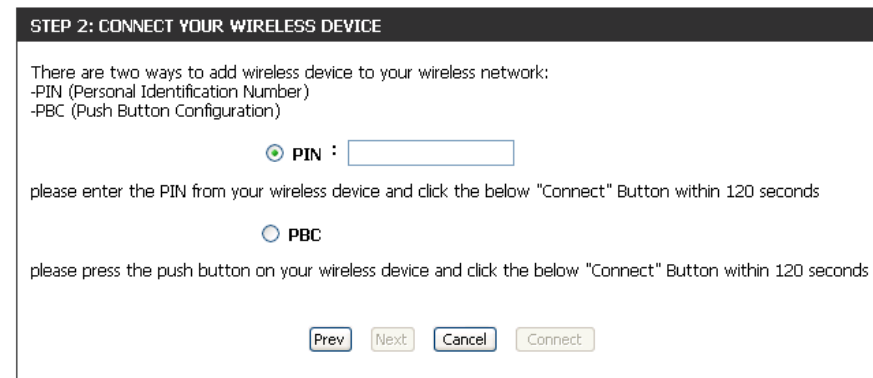 STEP 2: CONNECT YOUR WIRELESS DEVICE
There are two ways to add wireless device to your wireless network:
-PIN (Personal Identification Number)
-PBC (Push Button Configuration)
PIN :
please enter the PIN from your wireless device and click the below "Connect" Button within 120 seconds
PBC
please press the push button on your wireless device and click the below "Connect" Button within 120 seconds
Prev Next Cancel Connect